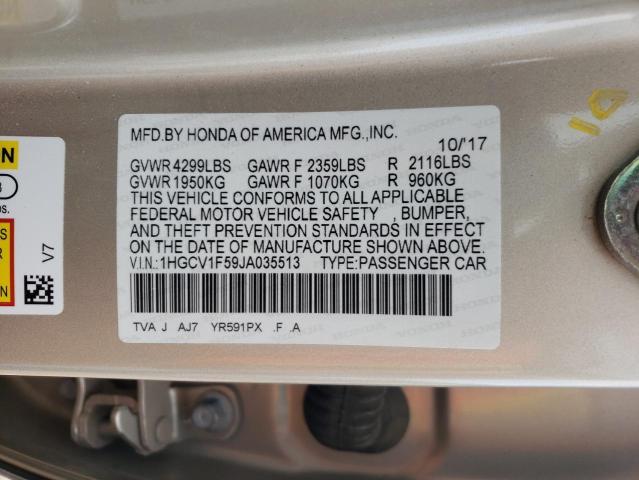 MFD.BY HONDA OF AMERICA MFG.,INC. 10/'17
GVWR 4299LBS GAWR F 2359LBS R 2116LBS
GVWR 1950KG GAWR F 1070KG R 960KG
THIS VEHICLE CONFORMS TO ALL APPLICABLE
FEDERAL MOTOR VEHICLE SAFETY , BUMPER,
AND THEFT PREVENTION STANDARDS IN EFFECT
ON THE DATE OF MANUFACTURE SHOWN ABOVE.
V.I.N.:1HGCV1F59JA035513 TYPE:PASSENGER CAR
TVA J AJ7 YR591PX .F .A
V7
10